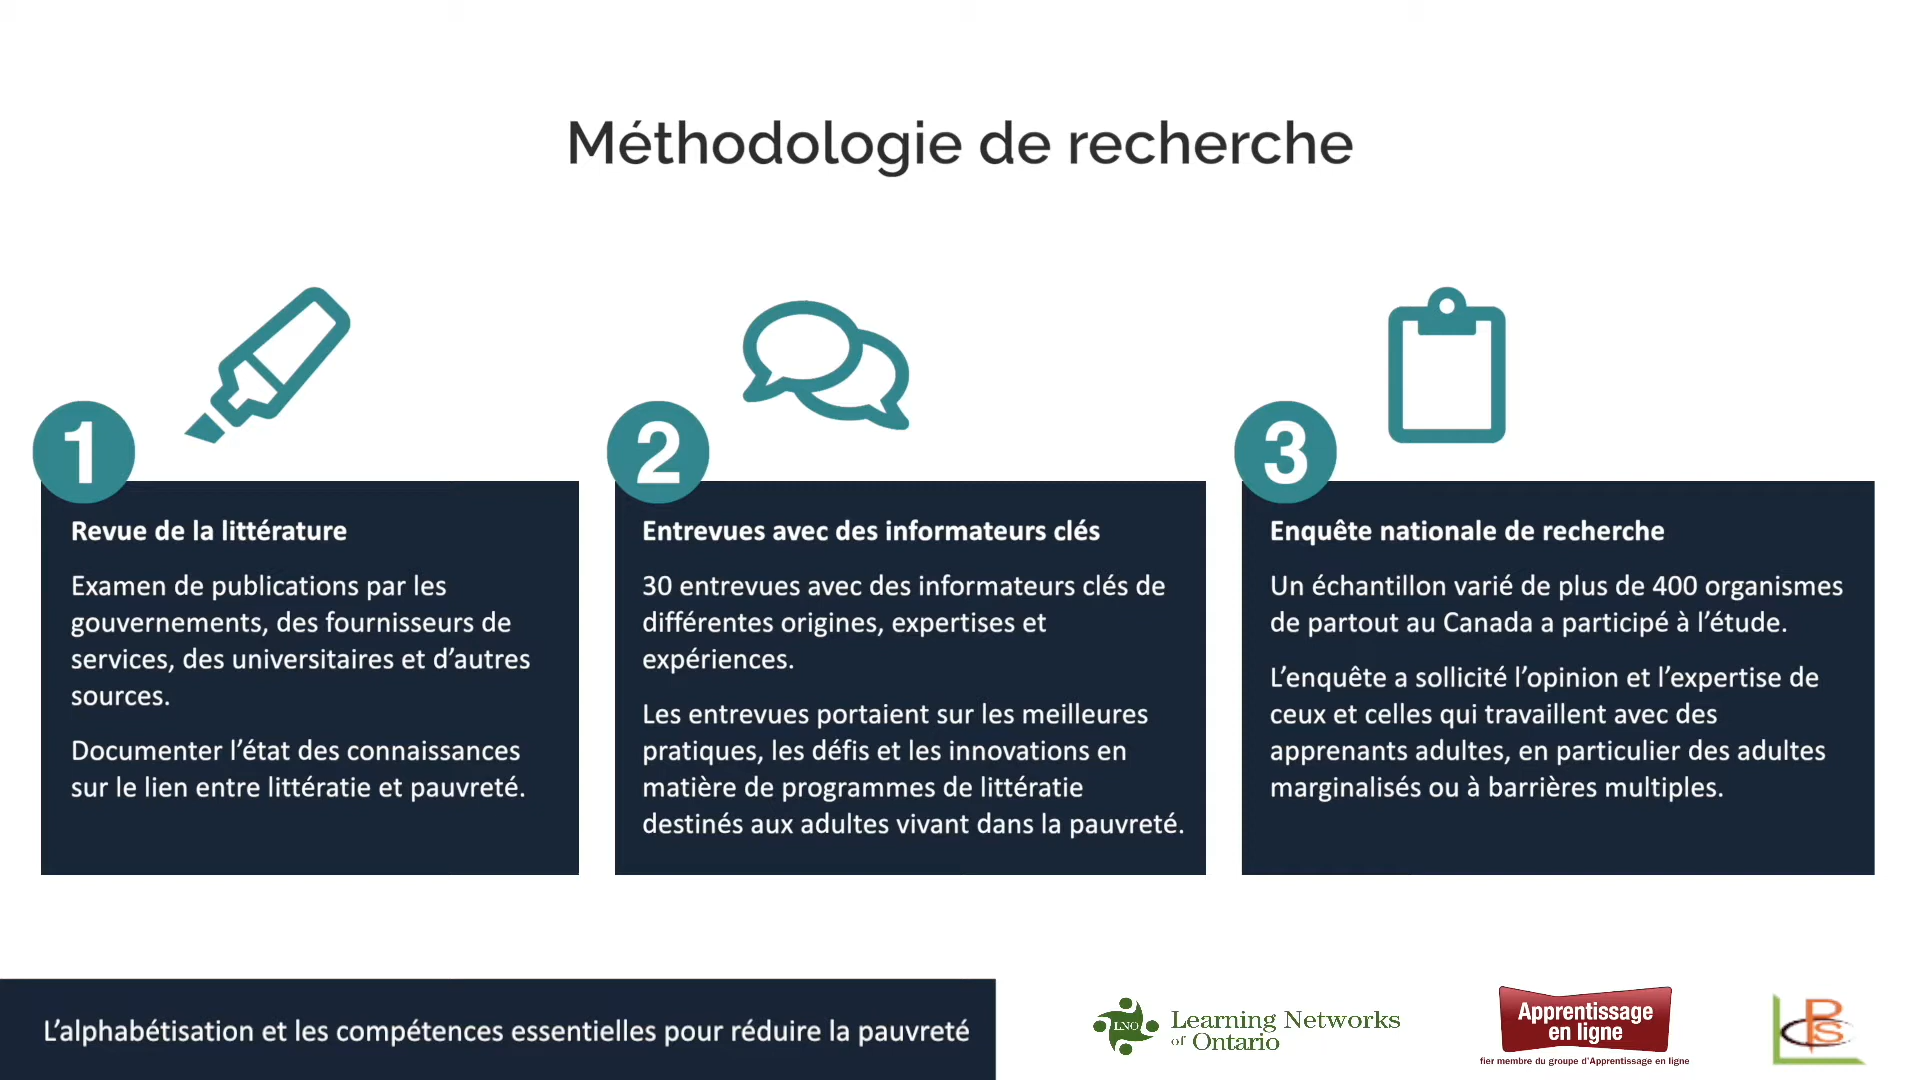 Méthodologie de recherche
1
Revue de la littérature
Examen de publications par les
gouvernements, des fournisseurs de
services, des universitaires et d’autres
sources.
Documenter l’état des connaissances
sur le lien entre littératie et pauvreté.
2
Entrevues avec des informateurs clés
30 entrevues avec des informateurs clés de
différentes origines, expertises et
expériences.
Les entrevues portaient sur les meilleures
pratiques, les défis et les innovations en
matière de programmes de littératie
destinés aux adultes vivant dans la pauvreté.
3
Enquête nationale de recherche
Un échantillon varié de plus de 400 organismes
de partout au Canada a participé à l’étude.
L’enquête a sollicité l’opinion et l’expertise de
ceux et celles qui travaillent avec des
apprenants adultes, en particulier des adultes
marginalisés ou à barrières multiples.
L’alphabétisation et les compétences essentielles pour réduire la pauvreté
LNO
Learning Networks
of Ontario
Apprentissage
en ligne
fier membre du groupe d’Apprentissage en ligne